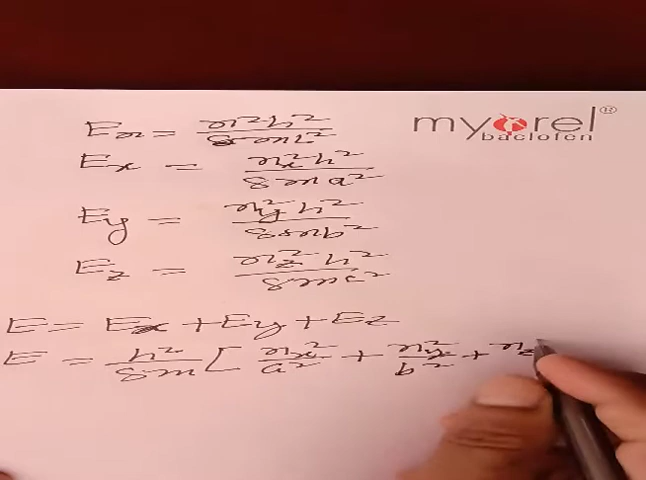 myorel®
baclofen
En = n²h² / 8mL²
Ex = nx²h² / 8ma²
Ey = ny²h² / 8mb²
Ez = nz²h² / 8mc²
E = Ex + Ey + Ez
E = h²/8m [ nx²/a² + ny²/b² + nz